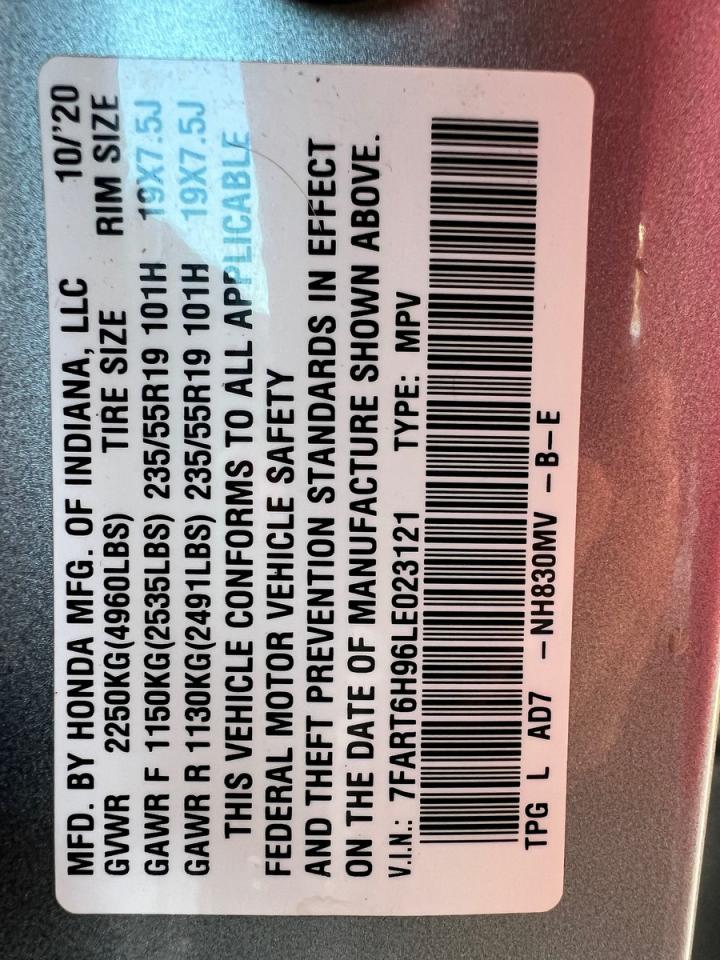 MFD. BY HONDA MFG. OF INDIANA, LLC 10/'20
GVWR 2250KG(4960LBS) TIRE SIZE RIM SIZE
GAWR F 1150KG(2535LBS) 235/55R19 101H 19X7.5J
GAWR R 1130KG(2491LBS) 235/55R19 101H 19X7.5J
THIS VEHICLE CONFORMS TO ALL APPLICABLE
FEDERAL MOTOR VEHICLE SAFETY
AND THEFT PREVENTION STANDARDS IN EFFECT
ON THE DATE OF MANUFACTURE SHOWN ABOVE.
V.I.N.: 7FART6H96LE023121 TYPE: MPV
TPG L AD7 –NH830MV –B–E